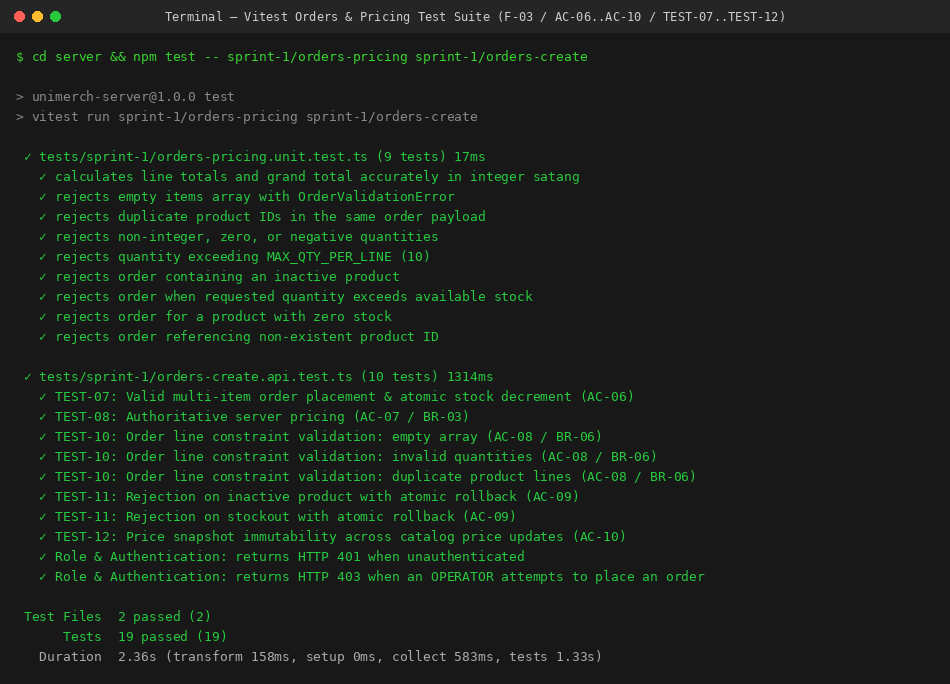 Terminal — Vitest Orders & Pricing Test Suite (F-03 / AC-06..AC-10 / TEST-07..TEST-12)
$ cd server && npm test -- sprint-1/orders-pricing sprint-1/orders-create
> unimerch-server@1.0.0 test
> vitest run sprint-1/orders-pricing sprint-1/orders-create
✓ tests/sprint-1/orders-pricing.unit.test.ts (9 tests) 17ms
✓ calculates line totals and grand total accurately in integer satang
✓ rejects empty items array with OrderValidationError
✓ rejects duplicate product IDs in the same order payload
✓ rejects non-integer, zero, or negative quantities
✓ rejects quantity exceeding MAX_QTY_PER_LINE (10)
✓ rejects order containing an inactive product
✓ rejects order when requested quantity exceeds available stock
✓ rejects order for a product with zero stock
✓ rejects order referencing non-existent product ID
✓ tests/sprint-1/orders-create.api.test.ts (10 tests) 1314ms
✓ TEST-07: Valid multi-item order placement & atomic stock decrement (AC-06)
✓ TEST-08: Authoritative server pricing (AC-07 / BR-03)
✓ TEST-10: Order line constraint validation: empty array (AC-08 / BR-06)
✓ TEST-10: Order line constraint validation: invalid quantities (AC-08 / BR-06)
✓ TEST-10: Order line constraint validation: duplicate product lines (AC-08 / BR-06)
✓ TEST-11: Rejection on inactive product with atomic rollback (AC-09)
✓ TEST-11: Rejection on stockout with atomic rollback (AC-09)
✓ TEST-12: Price snapshot immutability across catalog price updates (AC-10)
✓ Role & Authentication: returns HTTP 401 when unauthenticated
✓ Role & Authentication: returns HTTP 403 when an OPERATOR attempts to place an order
Test Files  2 passed (2)
Tests  19 passed (19)
Duration  2.36s (transform 158ms, setup 0ms, collect 583ms, tests 1.33s)